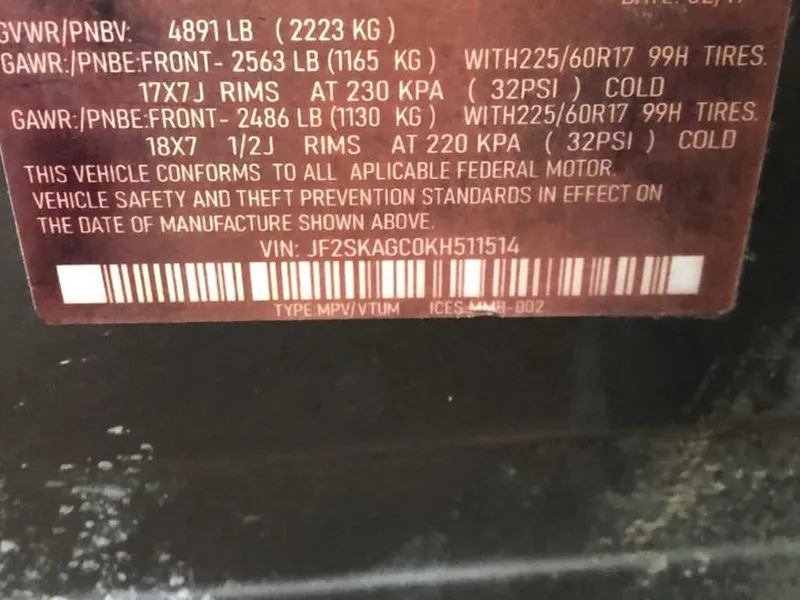 GVWR/PNBV: 4891 LB (2223 KG)
GAWR:/PNBE:FRONT- 2563 LB (1165 KG) WITH225/60R17 99H TIRES.
17X7J RIMS AT 230 KPA (32PSI) COLD
GAWR:/PNBE:FRONT- 2486 LB (1130 KG) WITH225/60R17 99H TIRES.
18X7 1/2J RIMS AT 220 KPA (32PSI) COLD
THIS VEHICLE CONFORMS TO ALL APLICABLE FEDERAL MOTOR.
VEHICLE SAFETY AND THEFT PREVENTION STANDARDS IN EFFECT ON
THE DATE OF MANUFACTURE SHOWN ABOVE.
VIN: JF2SKAGC0KH511514
TYPE:MPV/VTUM ICES-MMB-002